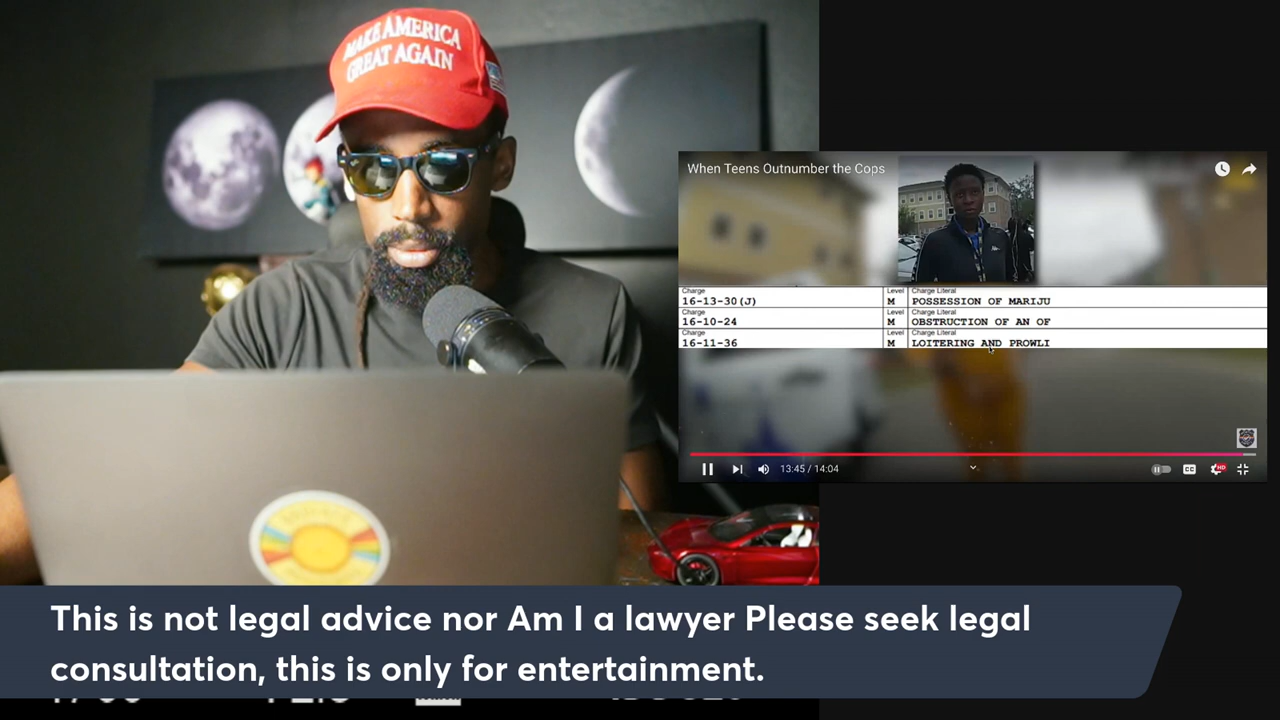 MAKE AMERICA
GREAT AGAIN
When Teens Outnumber the Cops
Charge Level Charge Literal
16-13-30(J) M POSSESSION OF MARIJU
Charge Level Charge Literal
16-10-24 M OBSTRUCTION OF AN OF
Charge Level Charge Literal
16-11-36 M LOITERING AND PROWLI
13:45 / 14:04
CC
HD
This is not legal advice nor Am I a lawyer Please seek legal
consultation, this is only for entertainment.